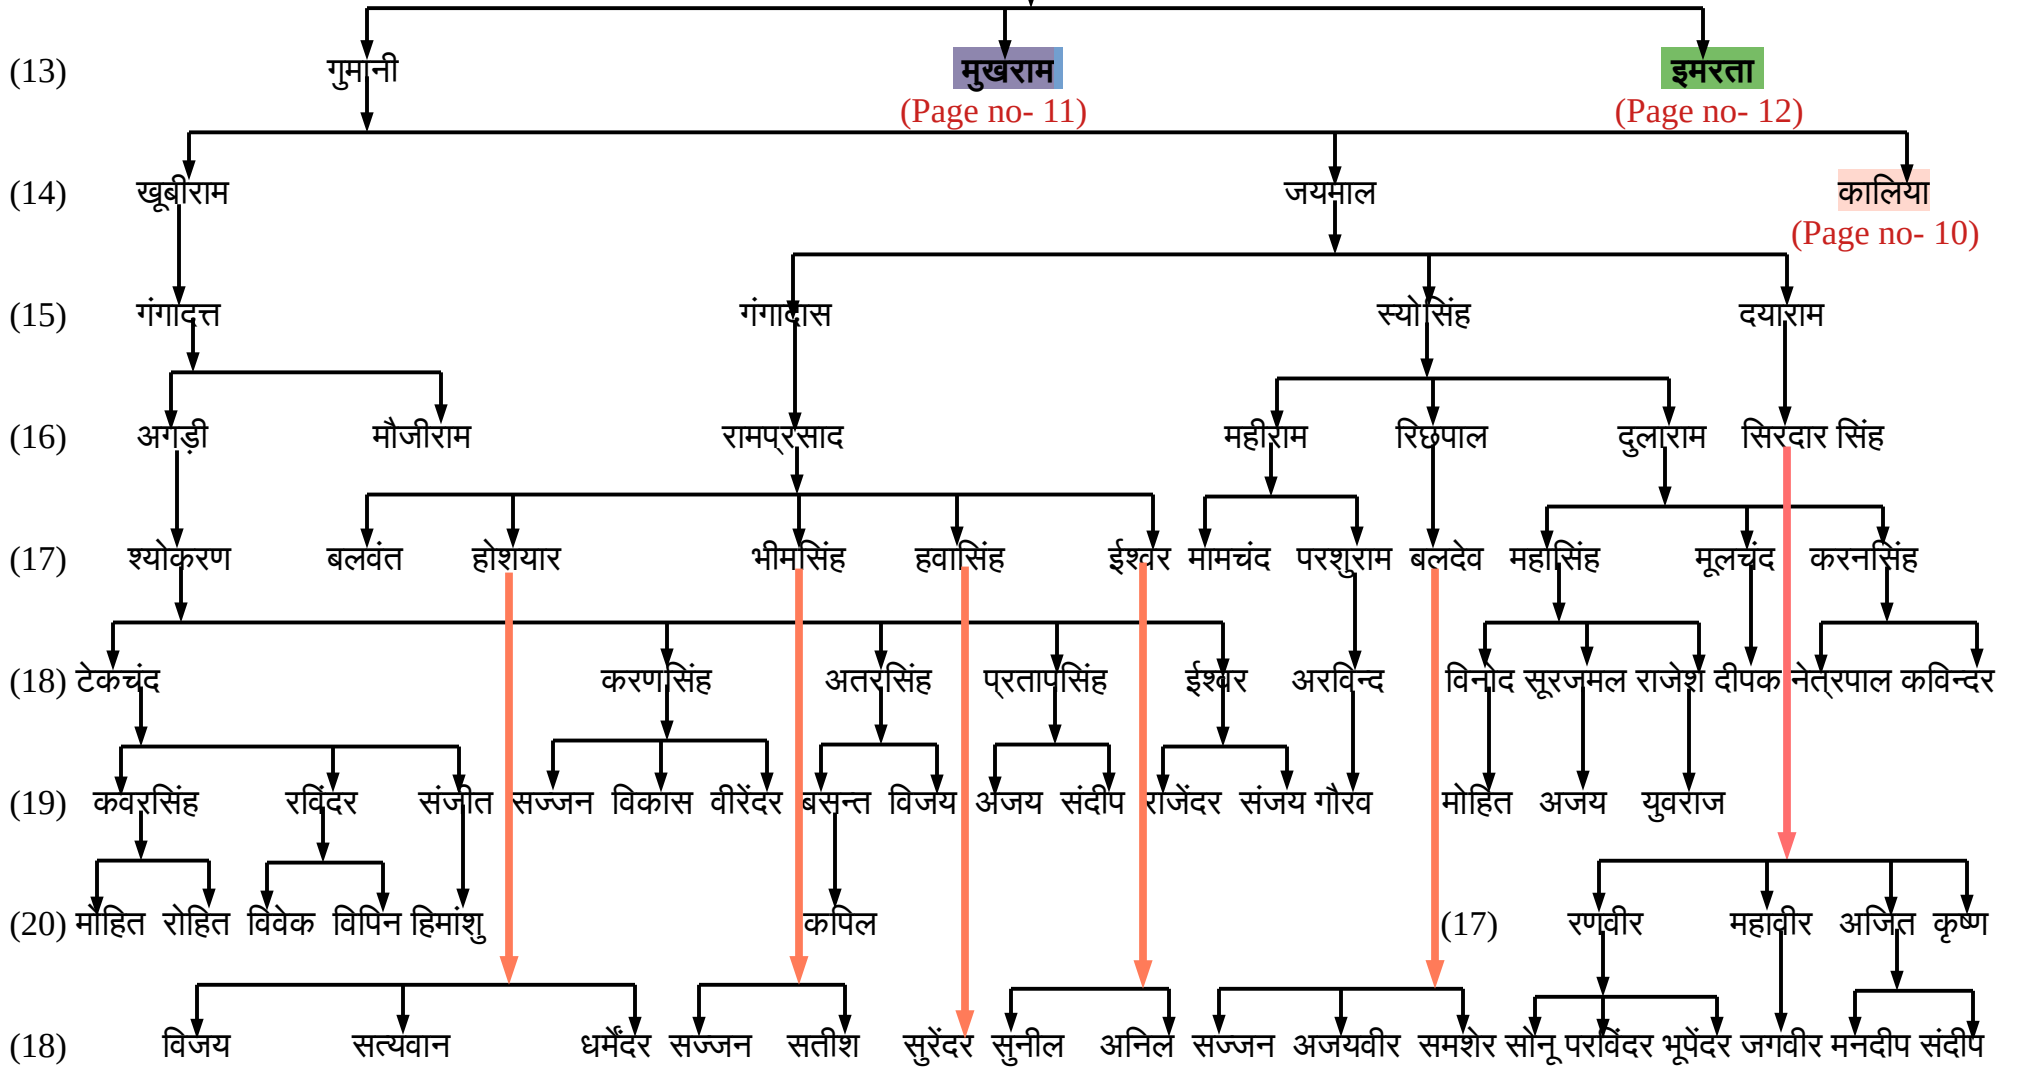 (13) गुमानी मुखराम इमरता
(Page no- 11) (Page no- 12)
(14) खूबीराम जयमाल कालिया
(Page no- 10)
(15) गंगादत्त गंगादास स्योसिंह दयाराम
(16) अगड़ी मौजीराम रामप्रसाद महीराम रिछपाल दुलाराम सिरदार सिंह
(17) श्योकरण बलवंत होशयार भीमसिंह हवासिंह ईश्वर मामचंद परशुराम बलदेव महासिंह मूलचंद करनसिंह
(18) टेकचंद करणसिंह अतरसिंह प्रतापसिंह ईश्वर अरविन्द विनोद सूरजमल राजेश दीपक नेत्रपाल कविन्दर
(19) कवरसिंह रविंदर संजीत सज्जन विकास वीरेंदर बसन्त विजय अजय संदीप राजेंदर संजय गौरव मोहित अजय युवराज
(20) मोहित रोहित विवेक विपिन हिमांशु कपिल (17) रणवीर महावीर अजित कृष्ण
(18) विजय सत्यवान धर्मेंदर सज्जन सतीश सुरेंदर सुनील अनिल सज्जन अजयवीर समशेर सोनू परविंदर भूपेंदर जगवीर मनदीप संदीप